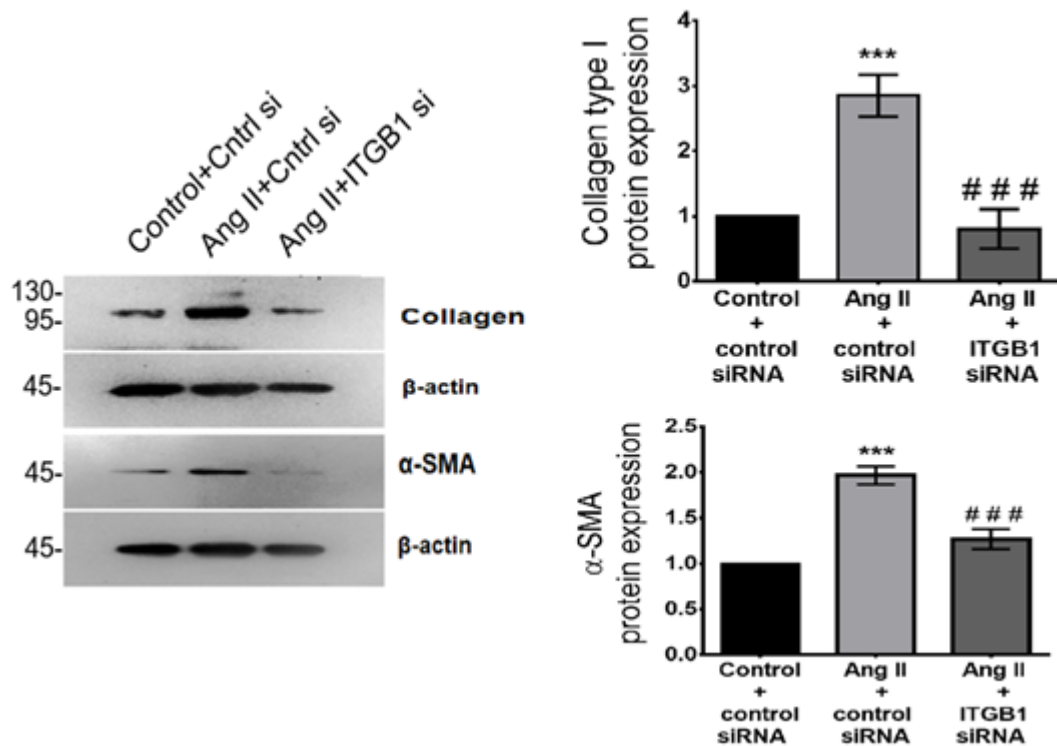 Control+Cntrl si
Ang II+Cntrl si
Ang II+ITGB1 si
130-
95-
Collagen
45-
β-actin
45-
α-SMA
45-
β-actin
Collagen type I
protein expression
4
3
2
1
0
***
# # #
Control
+
control
siRNA
Ang II
+
control
siRNA
Ang II
+
ITGB1
siRNA
α-SMA
protein expression
2.5
2.0
1.5
1.0
0.5
0.0
***
# # #
Control
+
control
siRNA
Ang II
+
control
siRNA
Ang II
+
ITGB1
siRNA